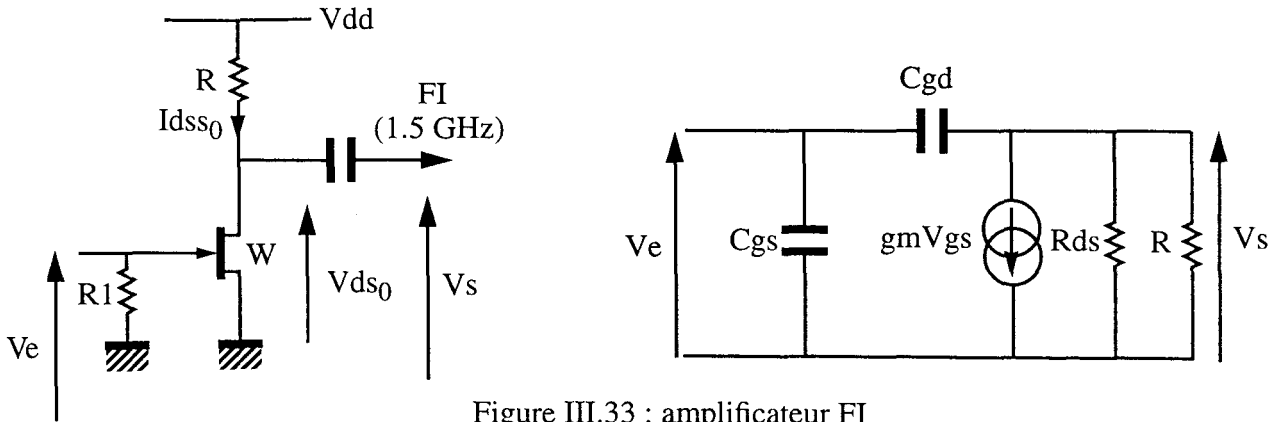 Vdd
R
Idss0
FI
(1.5 GHz)
W
R1
Ve
Vds0
Vs
Cgd
Ve
Cgs
gmVgs
Rds
R
Vs
Figure III.33 : amplificateur FI